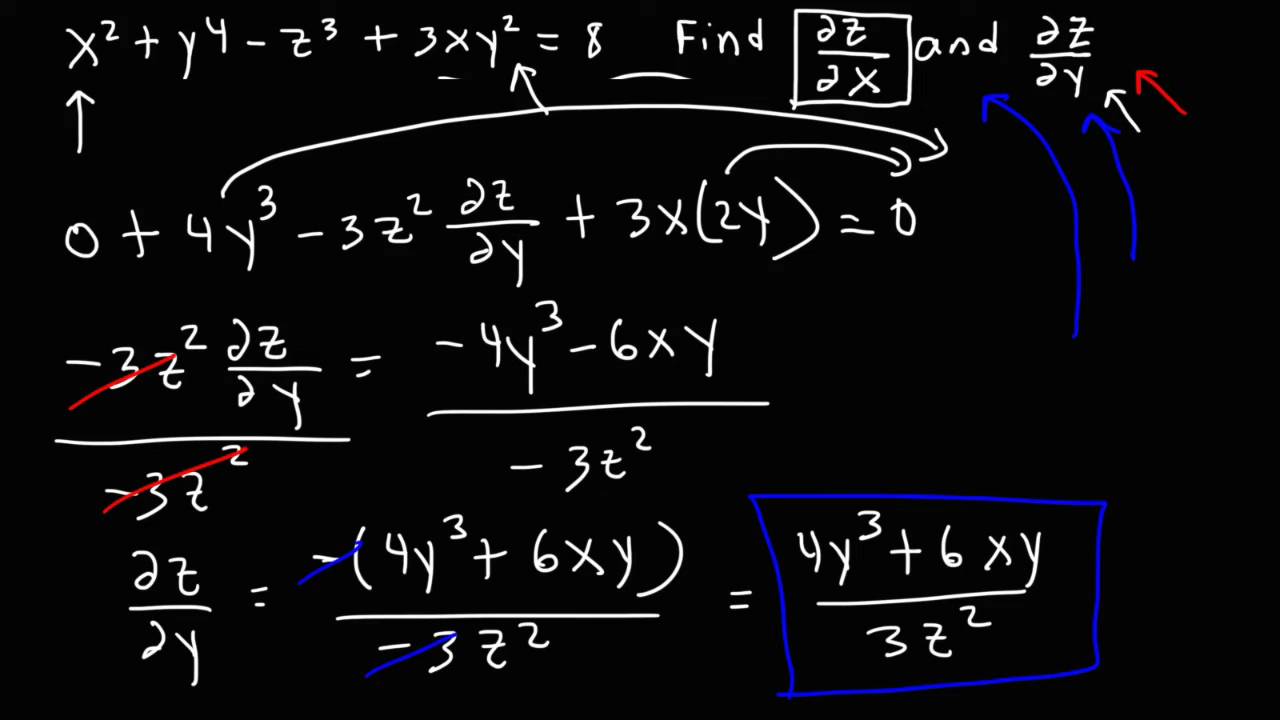 x² + y⁴ - z³ + 3xy² = 8 Find ∂z/∂x and ∂z/∂y
0 + 4y³ - 3z² ∂z/∂y + 3x(2y) = 0
-3z² ∂z/∂y / -3z² = -4y³ - 6xy / -3z²
∂z/∂y = -(4y³ + 6xy) / -3z² = 4y³ + 6xy / 3z²